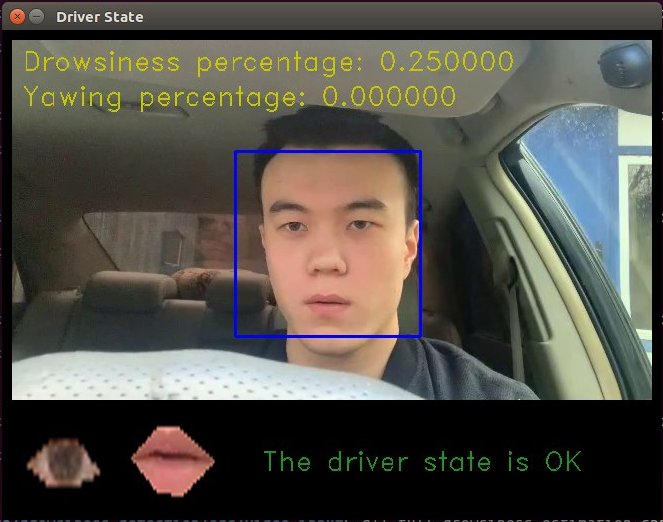 Driver State
Drowsiness percentage: 0.250000
Yawing percentage: 0.000000
The driver state is OK